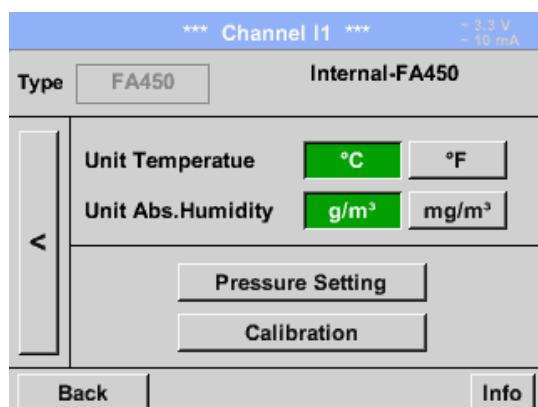 *** Channel I1 ***
~ 3.3 V
~ 10 mA
Type FA450 Internal-FA450
Unit Temperatue °C °F
Unit Abs.Humidity g/m³ mg/m³
<
Pressure Setting
Calibration
Back Info